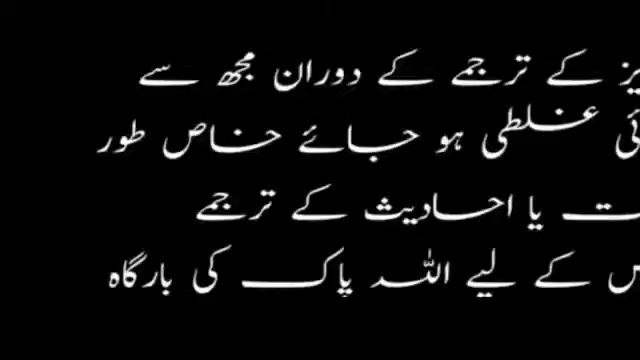 کے ترجمے کے دوران مجھ سے
غلطی ہو جائے خاص طور
یا احادیث کے ترجمے
کے لیے اللہ پاک کی بارگاہ